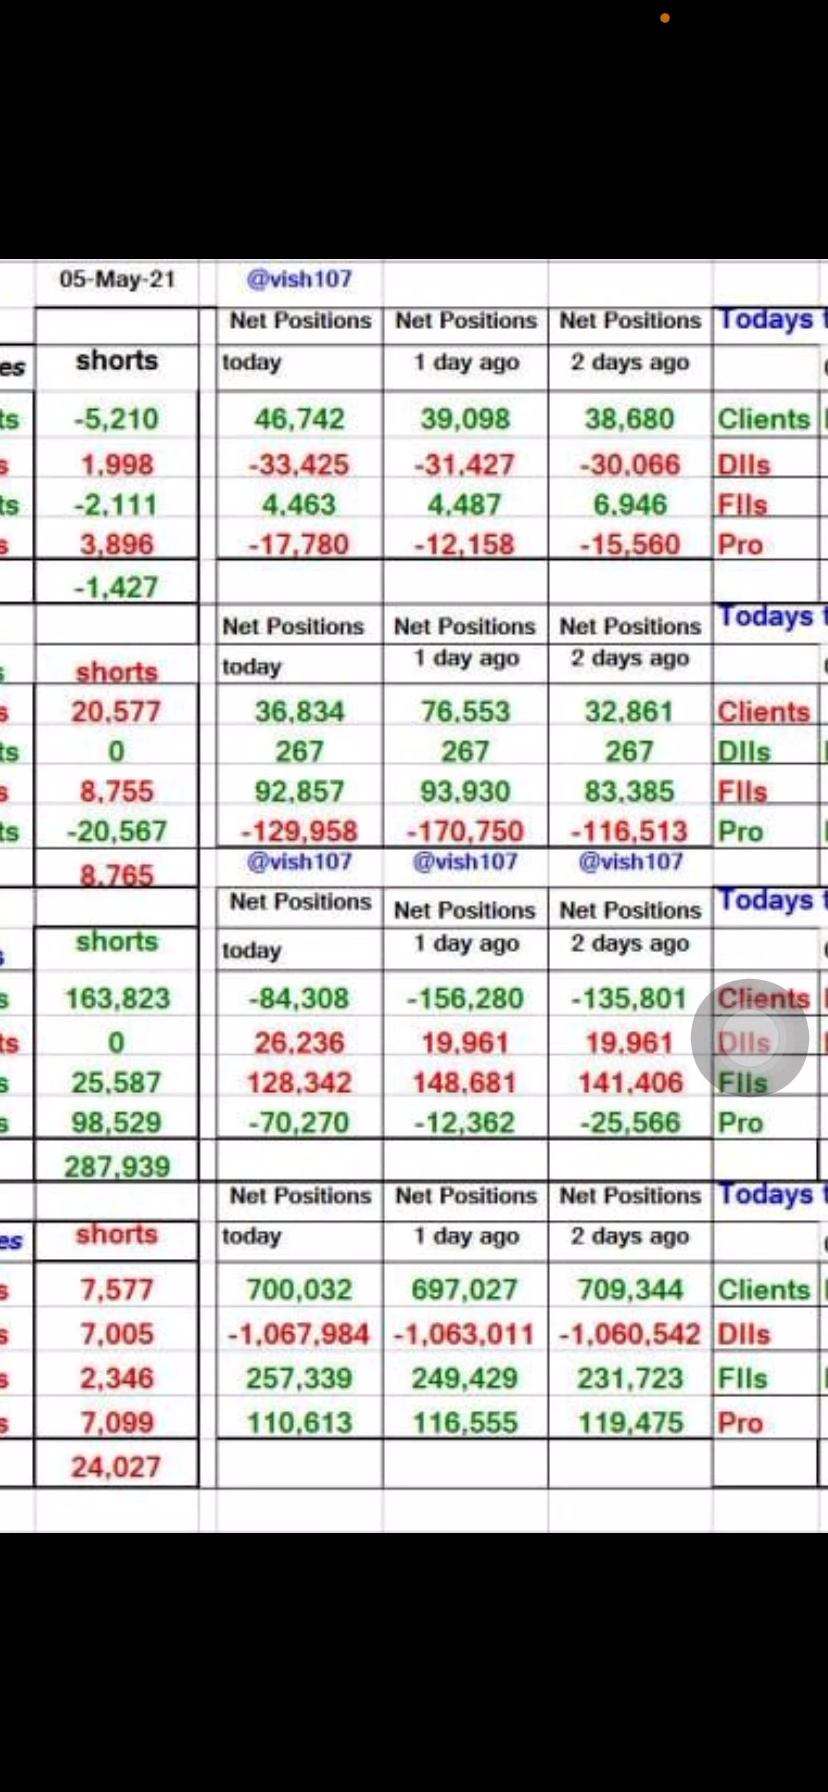 05-May-21 @vish107
Net Positions Net Positions Net Positions Todays
es shorts today 1 day ago 2 days ago
ts -5,210 46,742 39,098 38,680 Clients
s 1,998 -33,425 -31,427 -30,066 DIIs
ts -2,111 4,463 4,487 6,946 FIIs
s 3,896 -17,780 -12,158 -15,560 Pro
-1,427
Net Positions Net Positions Net Positions Todays
s shorts today 1 day ago 2 days ago
s 20,577 36,834 76,553 32,861 Clients
ts 0 267 267 267 DIIs
s 8,755 92,857 93,930 83,385 FIIs
ts -20,567 -129,958 -170,750 -116,513 Pro
8,765 @vish107 @vish107 @vish107
Net Positions Net Positions Net Positions Todays
s shorts today 1 day ago 2 days ago
s 163,823 -84,308 -156,280 -135,801 Clients
ts 0 26,236 19,961 19,961 DIIs
s 25,587 128,342 148,681 141,406 FIIs
s 98,529 -70,270 -12,362 -25,566 Pro
287,939
Net Positions Net Positions Net Positions Todays
es shorts today 1 day ago 2 days ago
s 7,577 700,032 697,027 709,344 Clients
s 7,005 -1,067,984 -1,063,011 -1,060,542 DIIs
s 2,346 257,339 249,429 231,723 FIIs
s 7,099 110,613 116,555 119,475 Pro
24,027